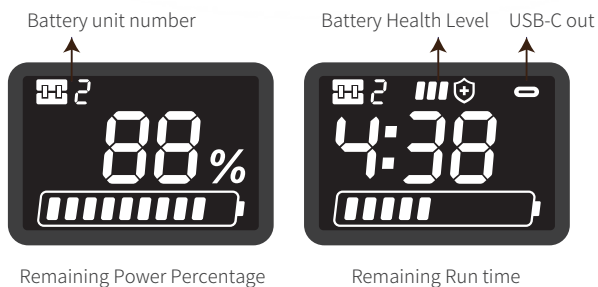 Battery unit number
Battery Health Level
USB-C out
2
88%
2
4:38
Remaining Power Percentage
Remaining Run time